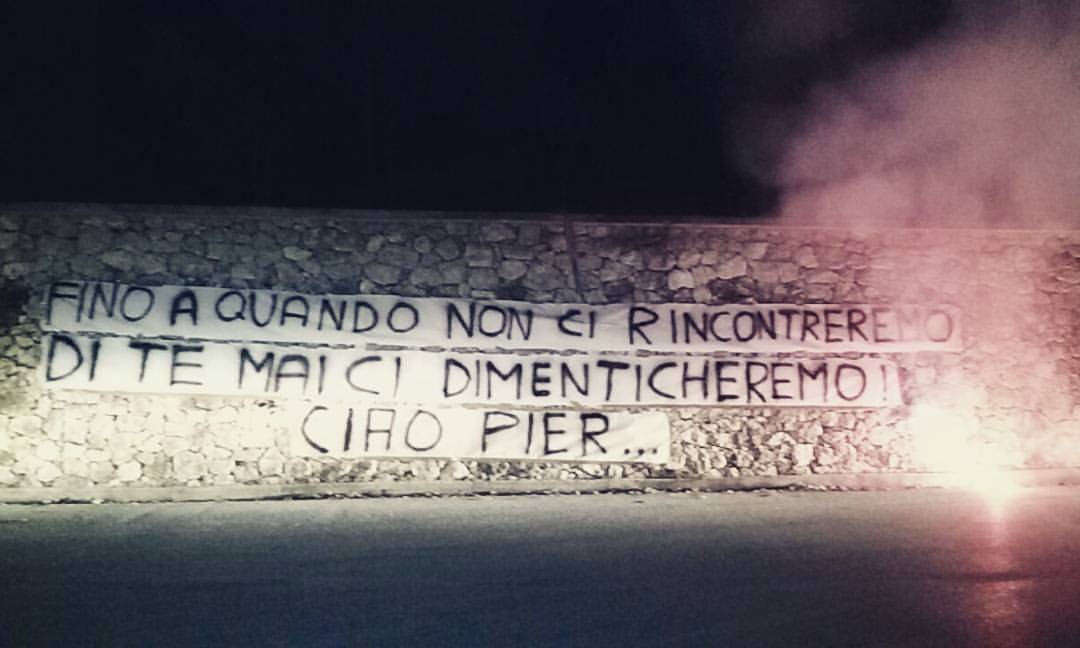 FINO A QUANDO NON CI RINCONTREREMO
DI TE MAI CI DIMENTICHEREMO!
CIAO PIER...